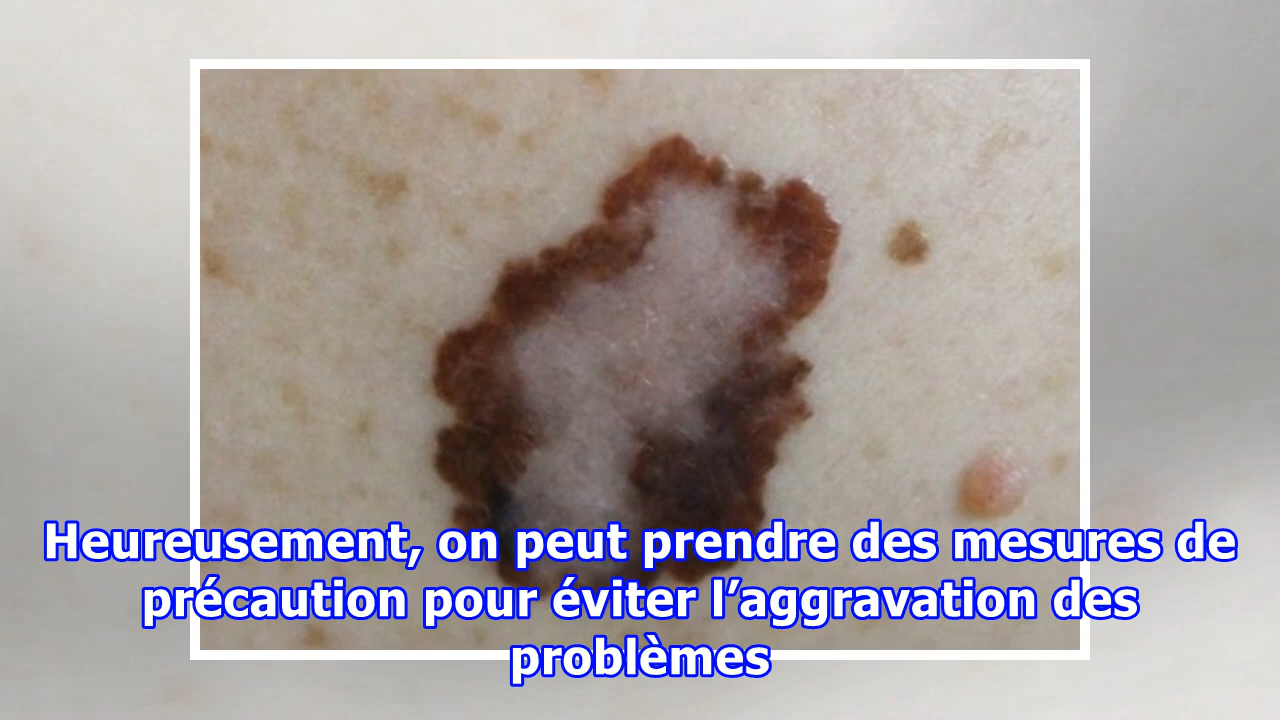 Heureusement, on peut prendre des mesures de
précaution pour éviter l’aggravation des
problèmes